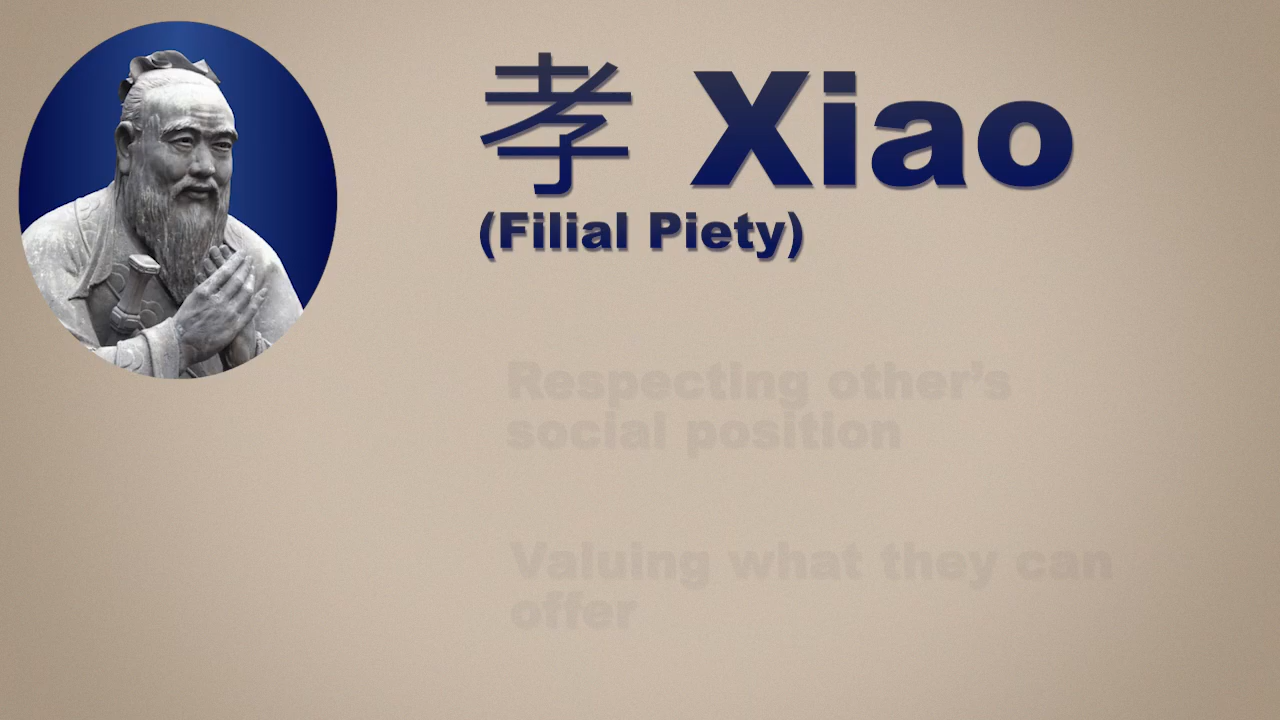 孝 Xiao
(Filial Piety)
Respecting other’s
social position
Valuing what they can
offer